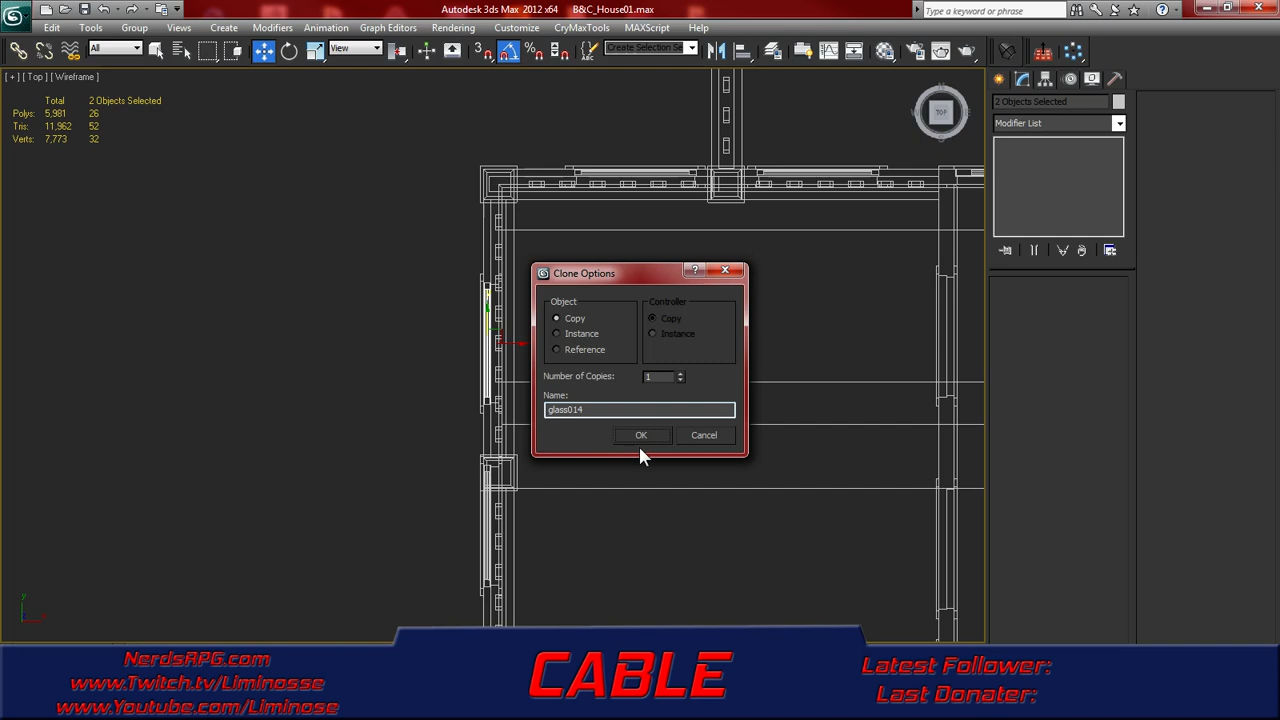 Autodesk 3ds Max 2012 x64 B&C_House01.max
Type a keyword or phrase
Edit Tools Group Views Create Modifiers Animation Graph Editors Rendering Customize CryMaxTools MAXScript Help
All View 3 % Create Selection Se
[ + ] [ Top ] [ Wireframe ]
Total 2 Objects Selected
Polys: 5,981 26
Tris: 11,962 52
Verts: 7,773 32
TOP
2 Objects Selected
Modifier List
Clone Options
Object Controller
Copy Copy
Instance Instance
Reference
Number of Copies: 1
Name:
glass014
OK Cancel
y
NerdsRPG.com
www.Twitch.tv/Liminosse
www.Youtube.com/Liminose
CABLE
Latest Follower:
Last Donater: